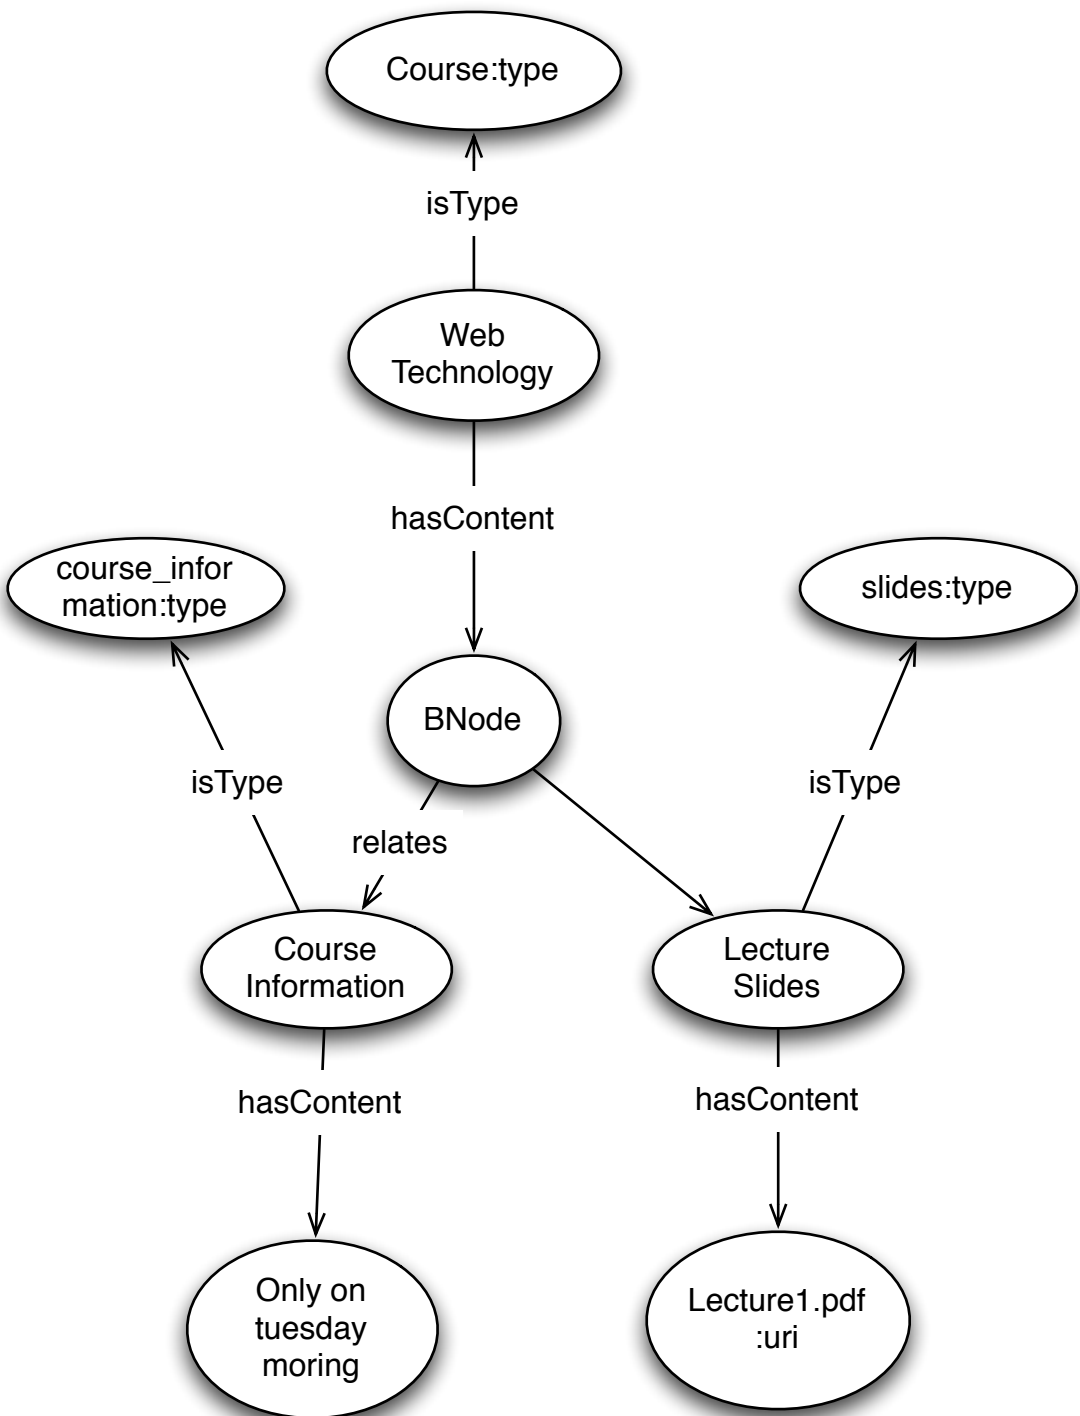 Course:type
isType
Web
Technology
hasContent
course_infor
mation:type
slides:type
BNode
isType
isType
relates
Course
Information
Lecture
Slides
hasContent
hasContent
Only on
tuesday
moring
Lecture1.pdf
:uri